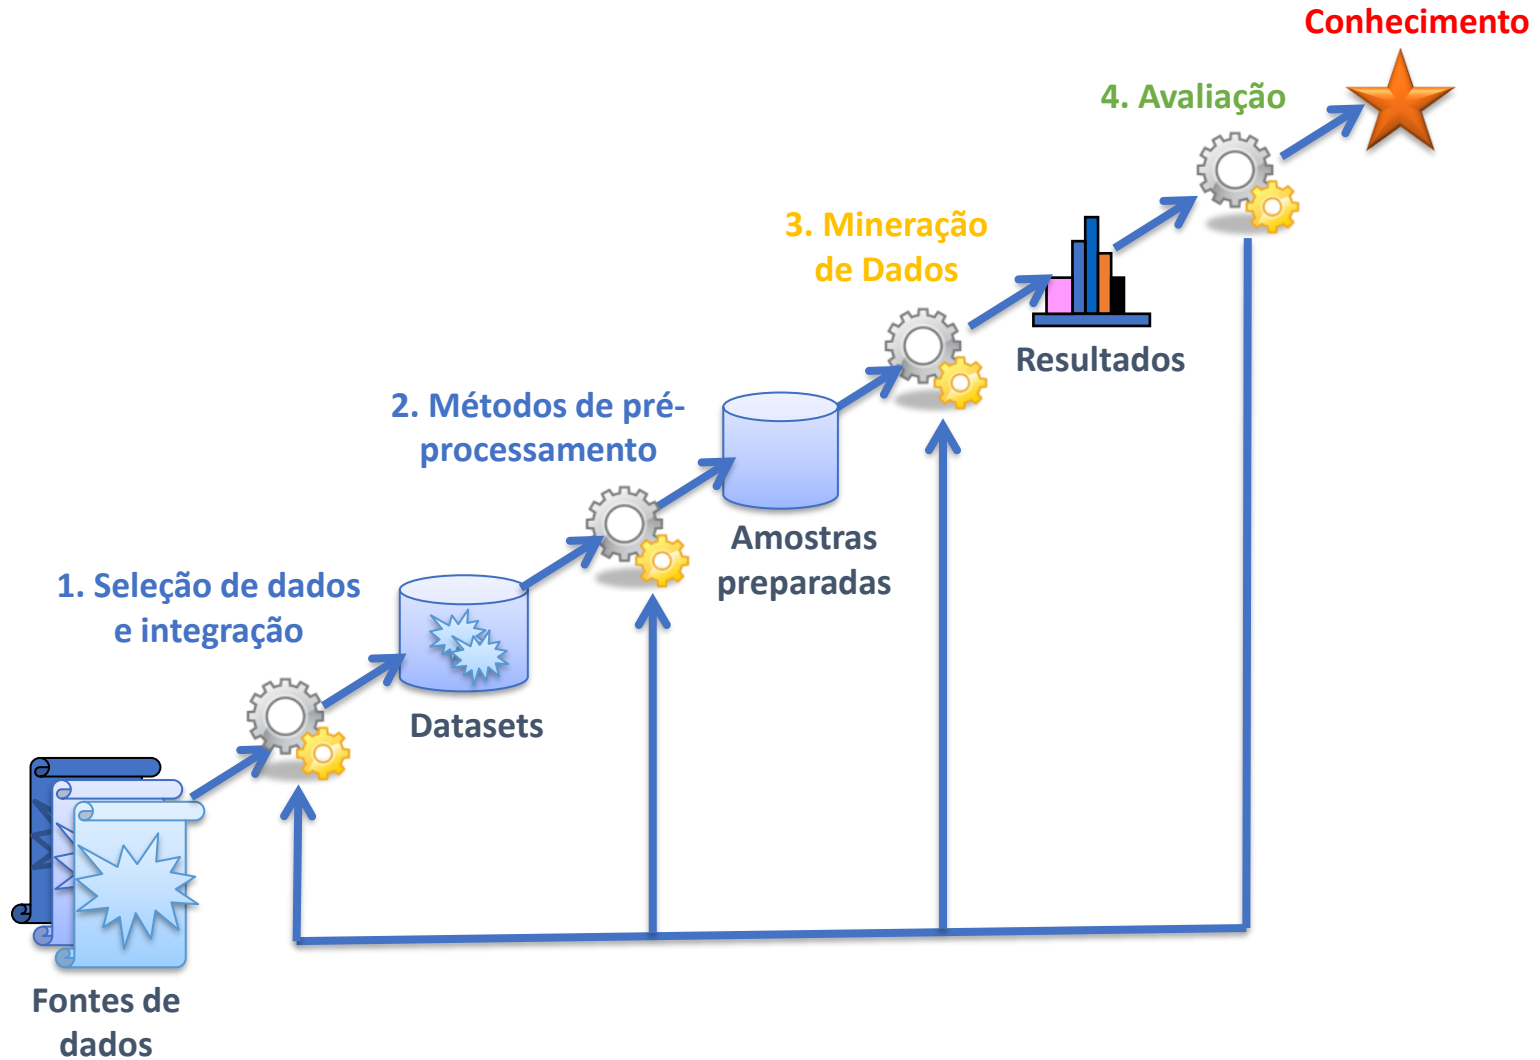 Conhecimento
4. Avaliação
3. Mineração
de Dados
Resultados
2. Métodos de pré-
processamento
Amostras
preparadas
1. Seleção de dados
e integração
Datasets
Fontes de
dados